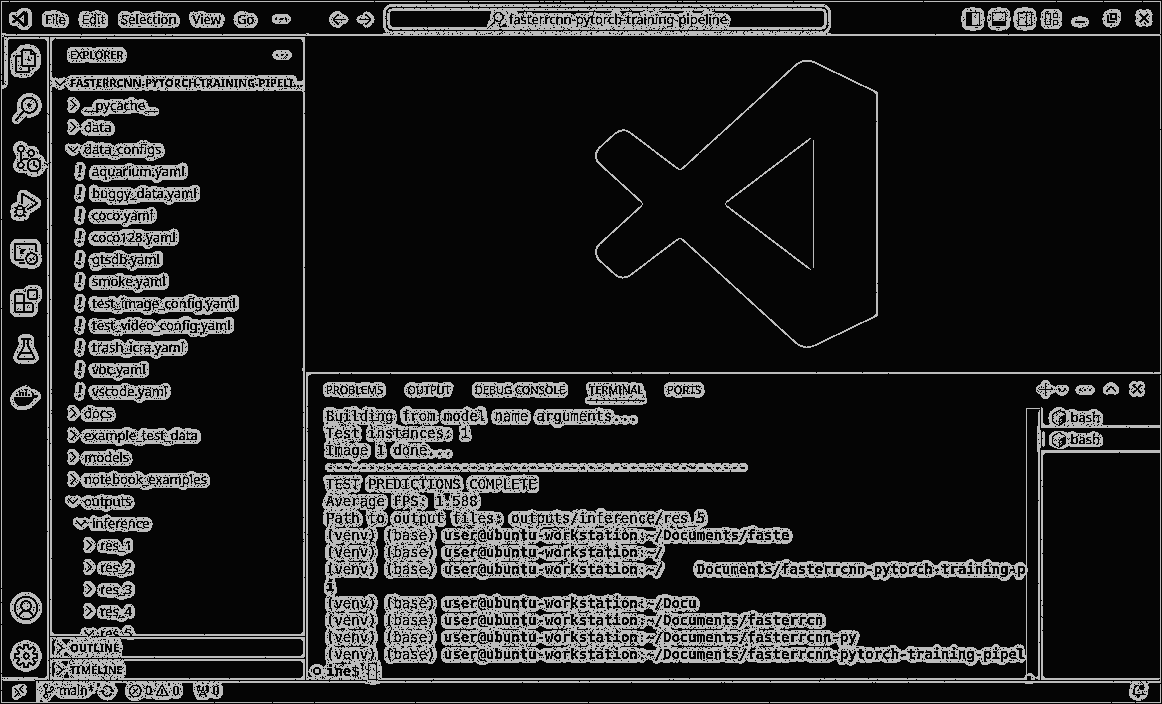 File Edit Selection View Go
fasterrcnn-pytorch-training-pipeline
EXPLORER
FASTERRCNN-PYTORCH-TRAINING-PIPELI...
__pycache__
data
data_configs
! aquarium.yaml
! buggy_data.yaml
! coco.yaml
! coco128.yaml
! gtsdb.yaml
! smoke.yaml
! test_image_config.yaml
! test_video_config.yaml
! trash_icra.yaml
! voc.yaml
! vscode.yaml
docs
example_test_data
models
notebook_examples
outputs
inference
res_1
res_2
res_3
res_4
res_5
OUTLINE
TIMELINE
PROBLEMS OUTPUT DEBUG CONSOLE TERMINAL PORTS
Building from model name arguments...
Test instances: 1
Image 1 done...
--------------------------------------------------
TEST PREDICTIONS COMPLETE
Average FPS: 1.588
Path to output files: outputs/inference/res_5
(venv) (base) user@ubuntu-workstation:~/Documents/faste
(venv) (base) user@ubuntu-workstation:~/
(venv) (base) user@ubuntu-workstation:~/ Documents/fasterrcnn-pytorch-training-p
i
(venv) (base) user@ubuntu-workstation:~/Docu
(venv) (base) user@ubuntu-workstation:~/Documents/fasterrcn
(venv) (base) user@ubuntu-workstation:~/Documents/fasterrcnn-py
(venv) (base) user@ubuntu-workstation:~/Documents/fasterrcnn-pytorch-training-pipel
ine$
bash
bash
main* 0 0 0